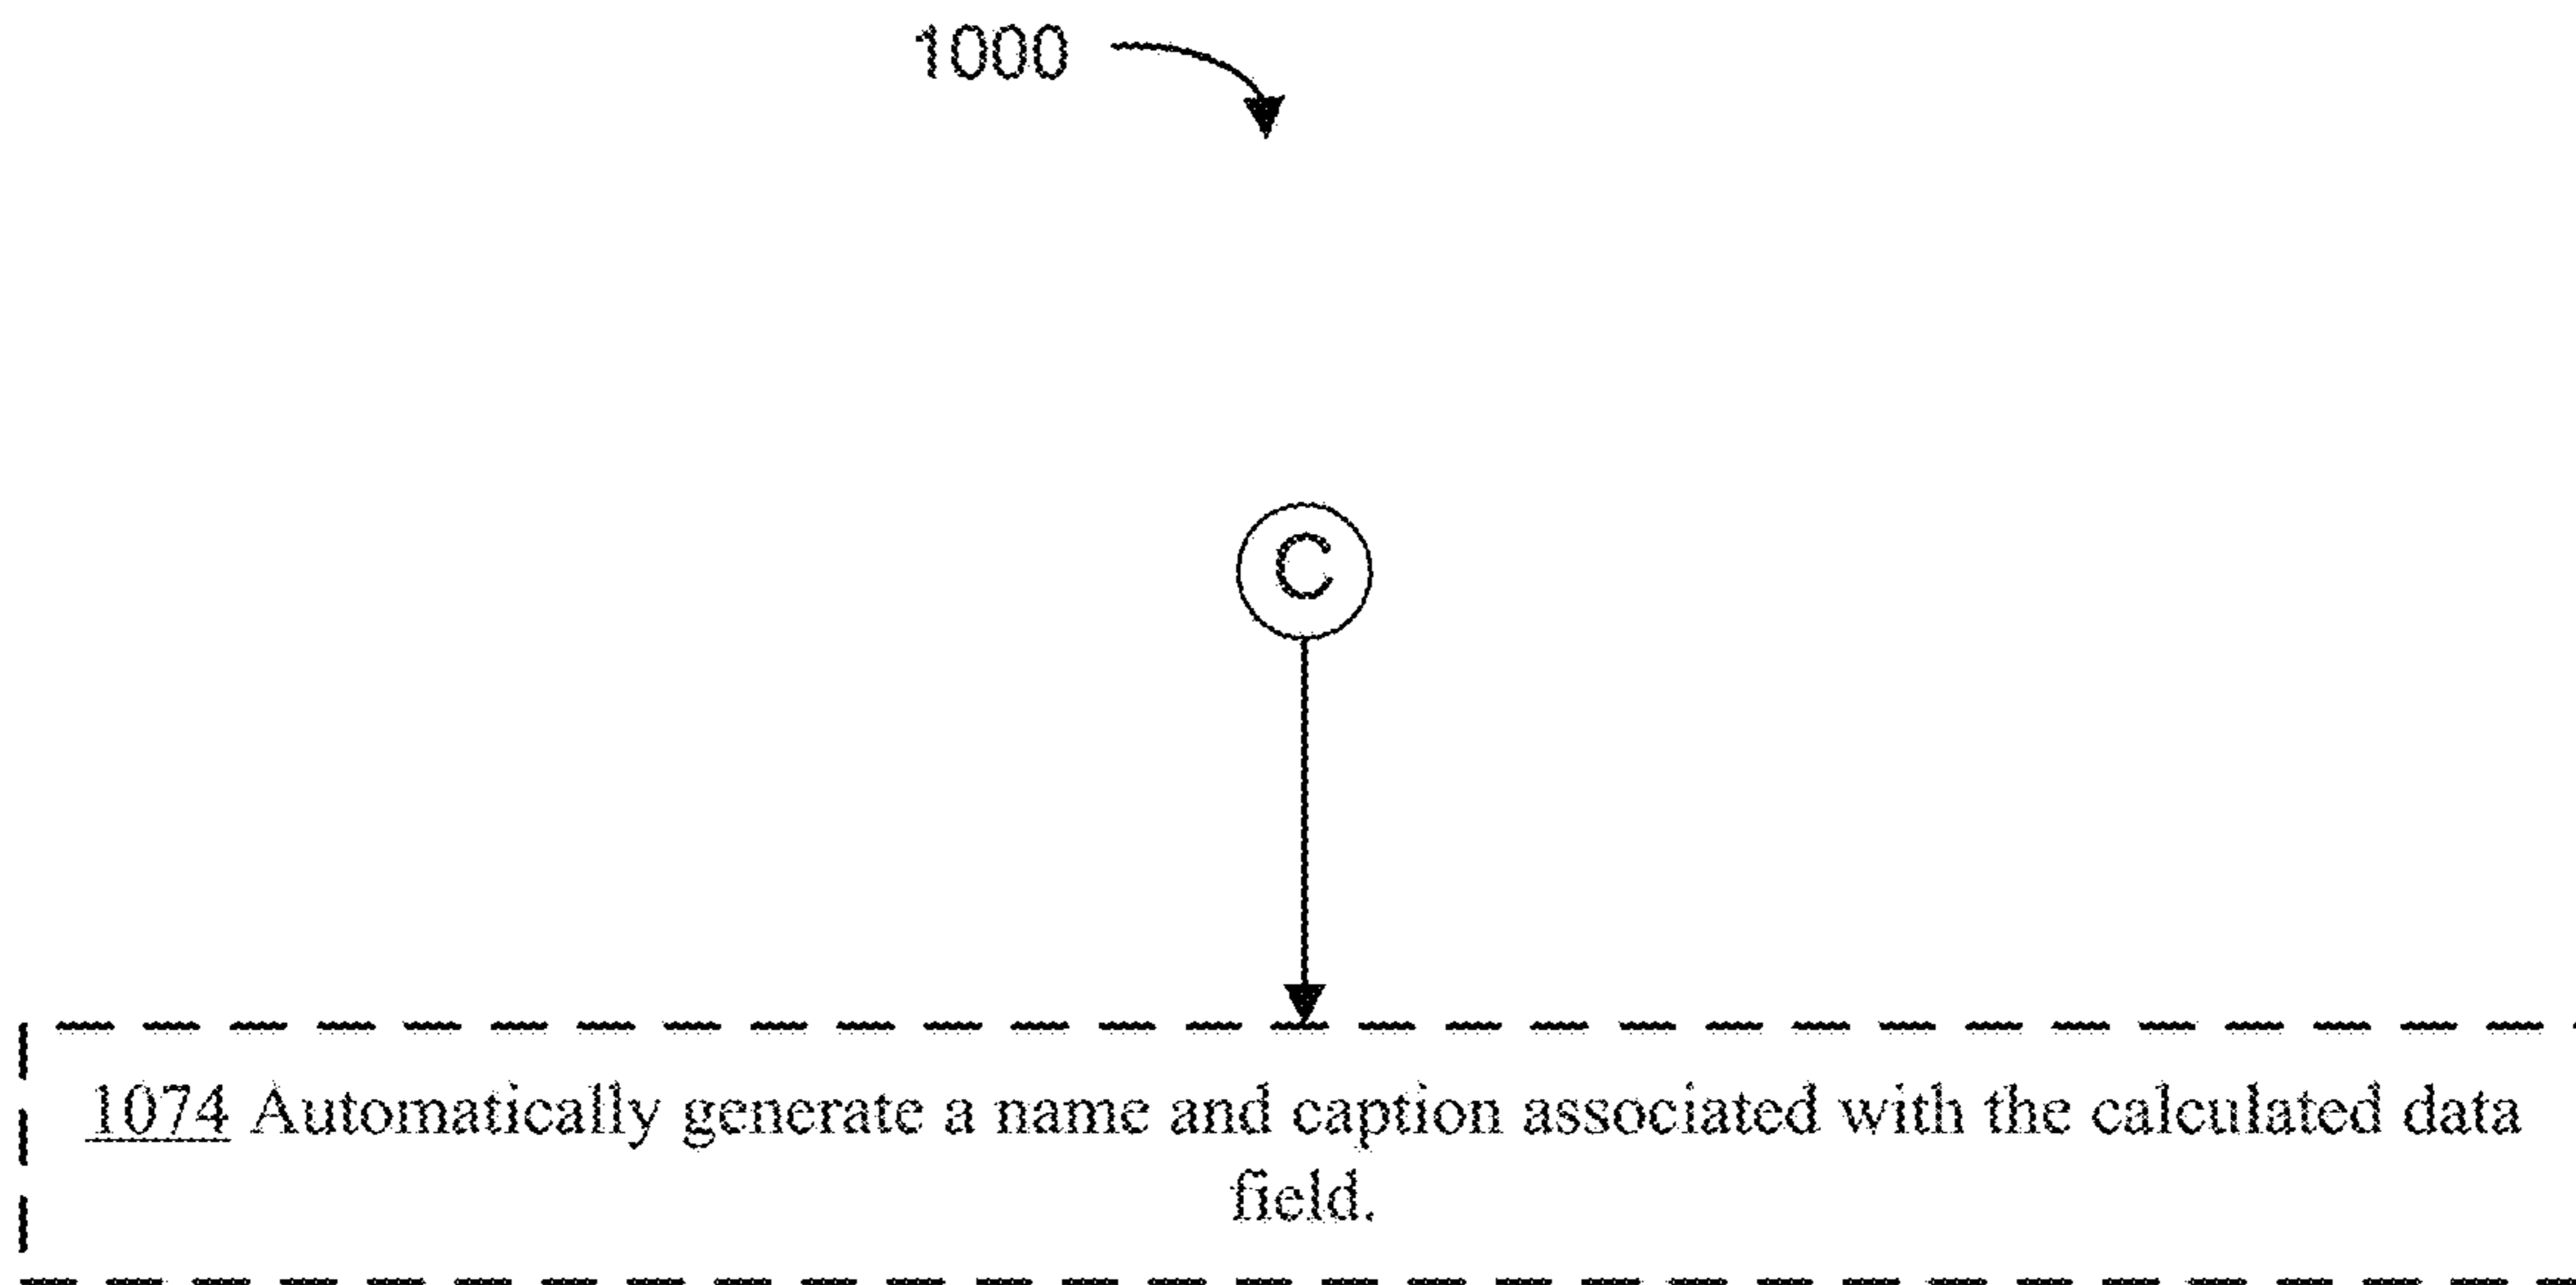 1000
C
1074 Automatically generate a name and caption associated with the calculated data
field.